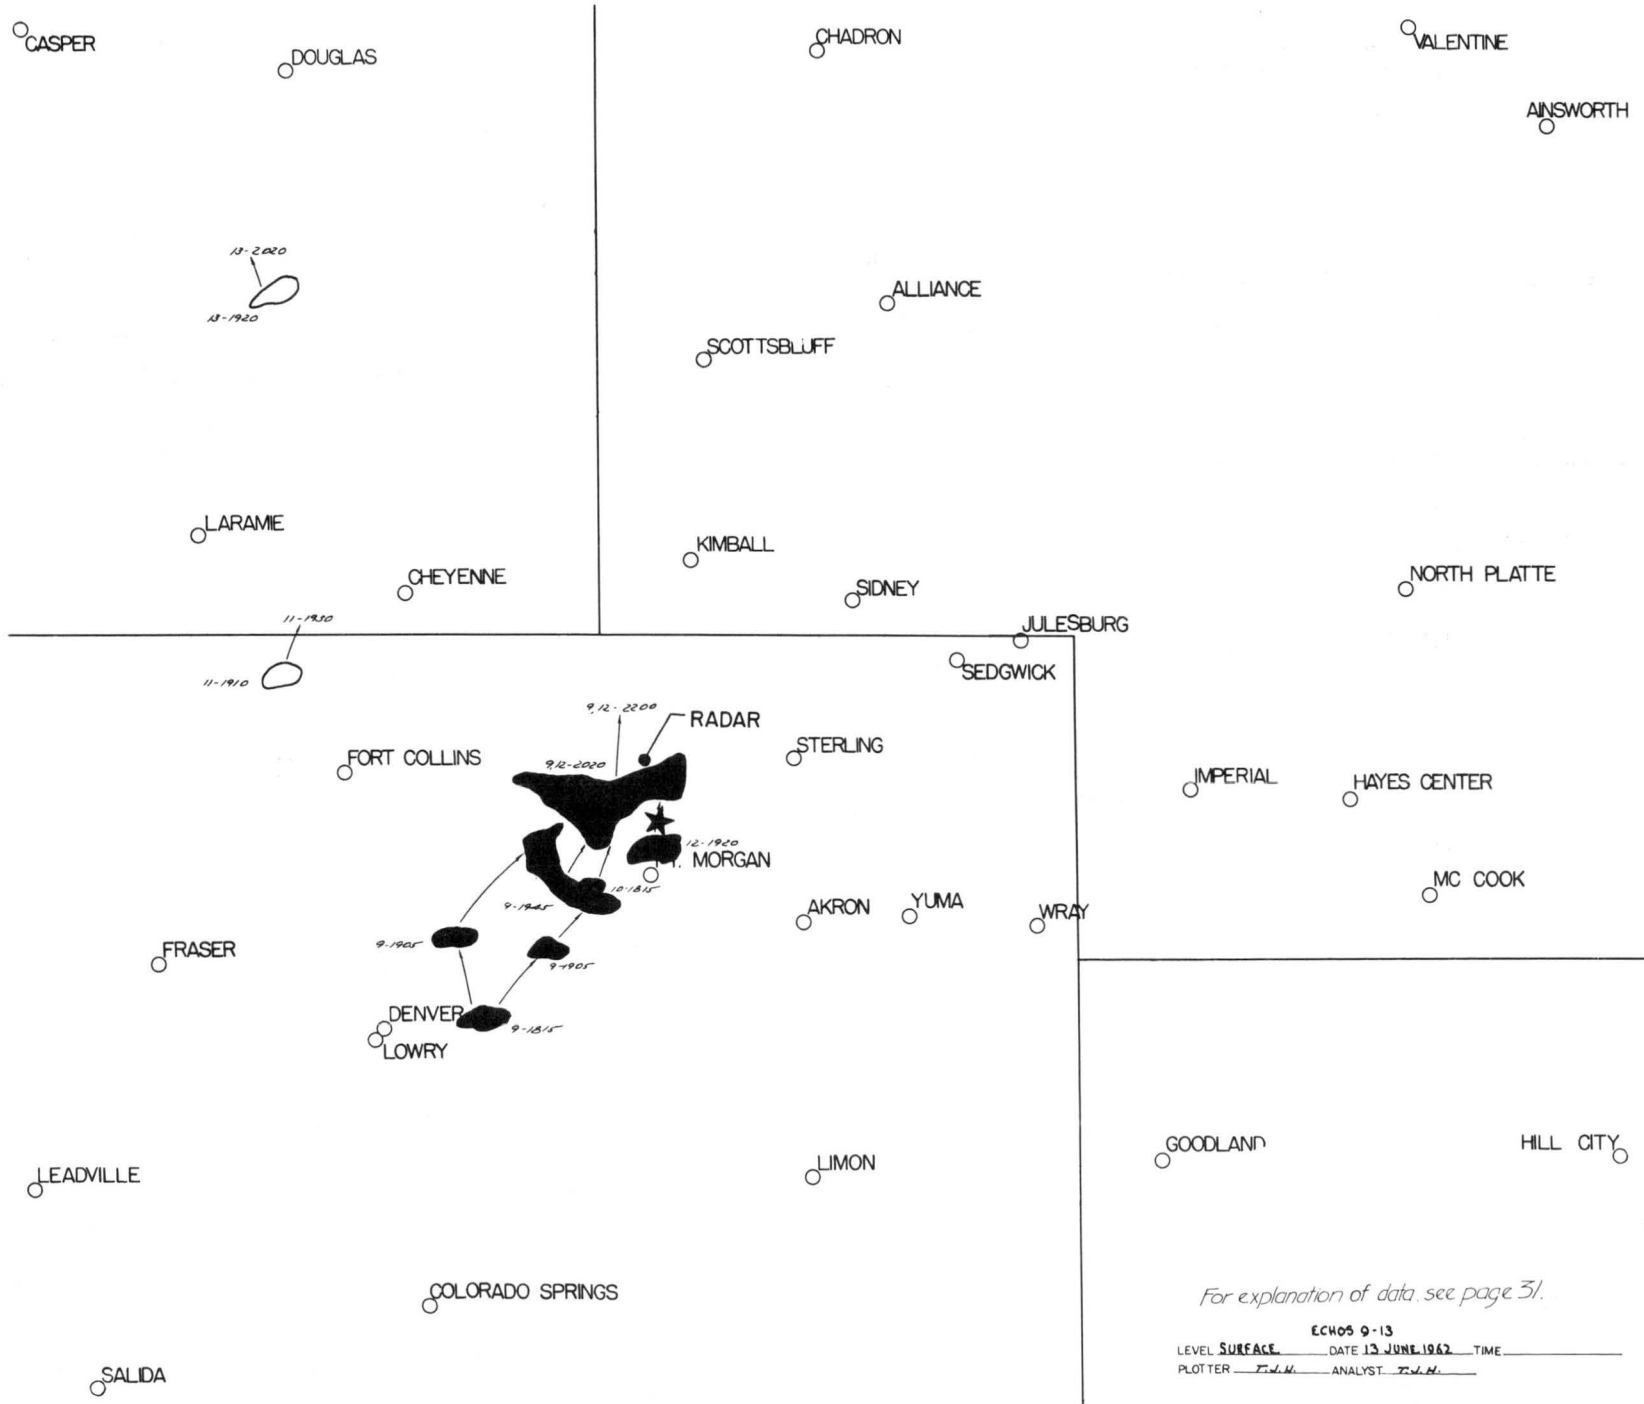 CASPER
DOUGLAS
CHADRON
VALENTINE
AINSWORTH
13-2020
13-1920
ALLIANCE
SCOTTSBLUFF
LARAMIE
CHEYENNE
KIMBALL
SIDNEY
NORTH PLATTE
11-1930
JULESBURG
SEDGWICK
11-1910
9,12-2200
RADAR
STERLING
FORT COLLINS
9,12-2020
IMPERIAL
HAYES CENTER
12-1920
MORGAN
10-1815
MC COOK
9-1945
AKRON
YUMA
WRAY
9-1905
FRASER
9-1905
DENVER
9-1815
LOWRY
GOODLAND
HILL CITY
LEADVILLE
LIMON
COLORADO SPRINGS
For explanation of data, see page 31.
ECHOS 9-13
LEVEL SURFACE DATE 13 JUNE 1962 TIME
PLOTTER T.J.H. ANALYST T.J.H.
SALIDA